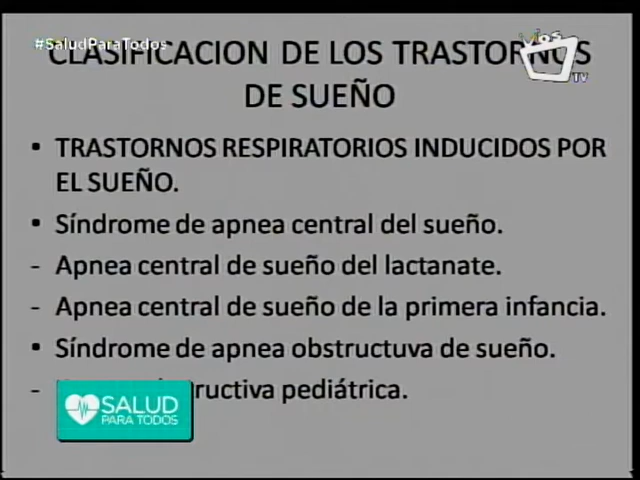 #SaludParaTodos
VOS
TV
CLASIFICACION DE LOS TRASTORNOS
DE SUEÑO
• TRASTORNOS RESPIRATORIOS INDUCIDOS POR
EL SUEÑO.
• Síndrome de apnea central del sueño.
- Apnea central de sueño del lactanate.
- Apnea central de sueño de la primera infancia.
• Síndrome de apnea obstructuva de sueño.
- pediátrica.
SALUD
PARA TODOS